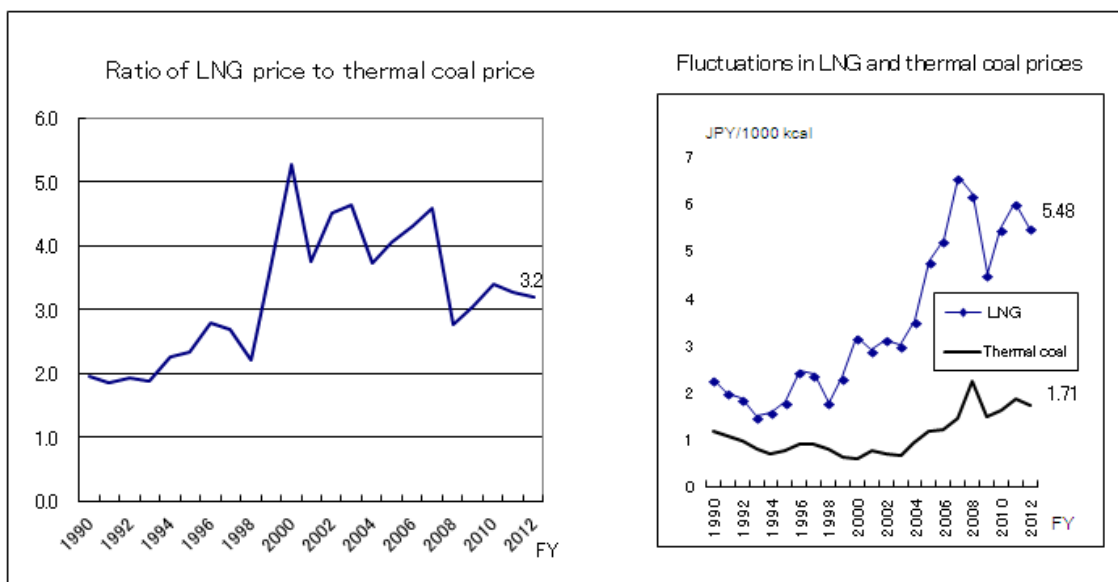 Ratio of LNG price to thermal coal price
6.0
5.0
4.0
3.0
2.0
1.0
0.0
3.2
1990 1992 1994 1996 1998 2000 2002 2004 2006 2008 2010 2012
FY
Fluctuations in LNG and thermal coal prices
JPY/1000 kcal
7
6
5
4
3
2
1
0
5.48
LNG
Thermal coal
1.71
1990 1992 1994 1996 1998 2000 2002 2004 2006 2008 2010 2012
FY